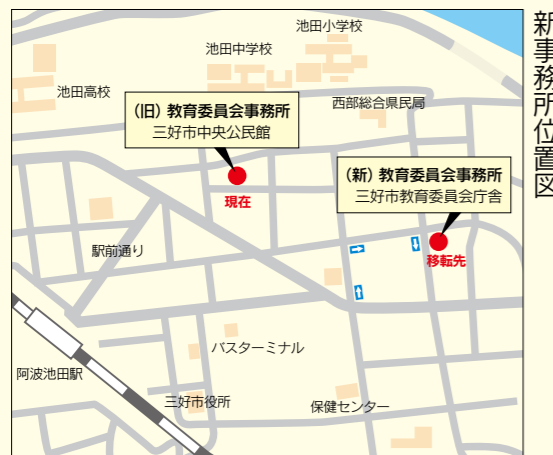 新事務所位置図
池田小学校
池田中学校
池田高校
西部総合県民局
(旧) 教育委員会事務所
三好市中央公民館
現在
(新) 教育委員会事務所
三好市教育委員会庁舎
移転先
駅前通り
バスターミナル
阿波池田駅
三好市役所
保健センター